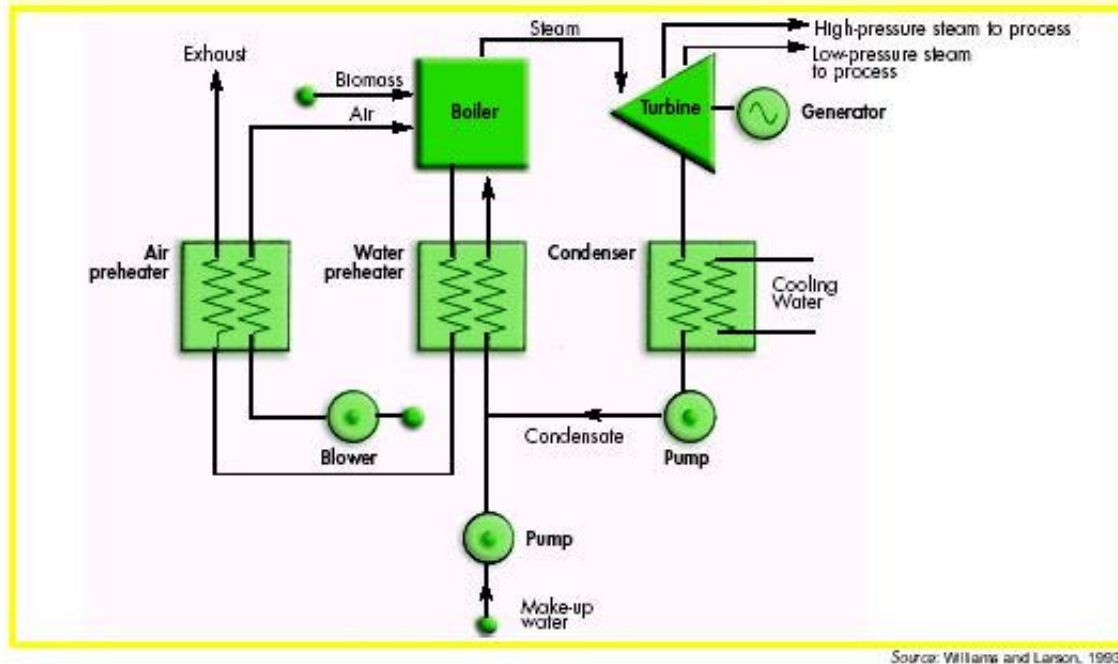 Steam
High-pressure steam to process
Low-pressure steam
to process
Exhaust
Biomass
Air
Boiler
Turbine
Generator
Air
preheater
Water
preheater
Condenser
Cooling
Water
Condensate
Blower
Pump
Pump
Make-up
water
Source: Williams and Larson, 1993